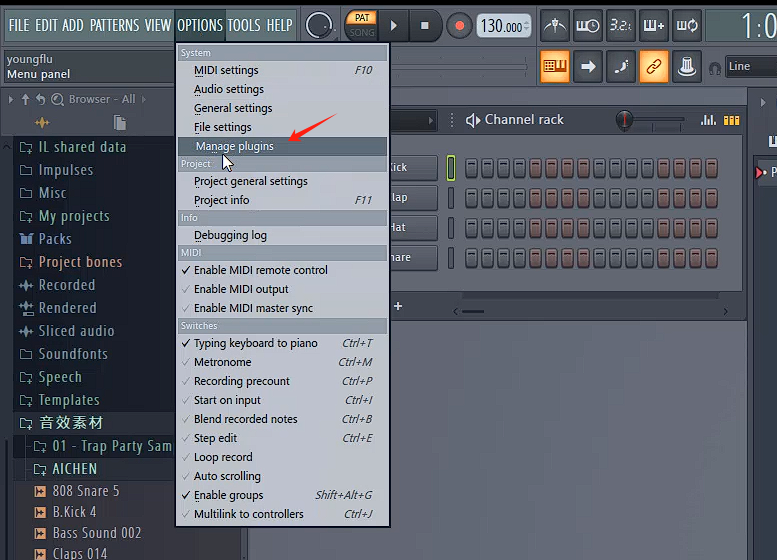 FILE EDIT ADD PATTERNS VIEW OPTIONS TOOLS HELP
PAT
SONG
130.000
3.2.
1:0
youngflu
Menu panel
Line
Browser - All
IL shared data
Impulses
Misc
My projects
Packs
Project bones
Recorded
Rendered
Sliced audio
Soundfonts
Speech
Templates
音效素材
01 - Trap Party Sam
AICHEN
808 Snare 5
B.Kick 4
Bass Sound 002
Claps 014
System
MIDI settings F10
Audio settings
General settings
File settings
Manage plugins
Project
Project general settings
Project info F11
Info
Debugging log
MIDI
Enable MIDI remote control
Enable MIDI output
Enable MIDI master sync
Switches
Typing keyboard to piano Ctrl+T
Metronome Ctrl+M
Recording precount Ctrl+P
Start on input Ctrl+I
Blend recorded notes Ctrl+B
Step edit Ctrl+E
Loop record
Auto scrolling
Enable groups Shift+Alt+G
Multilink to controllers Ctrl+J
Channel rack
ick
lap
Hat
nare
+
P